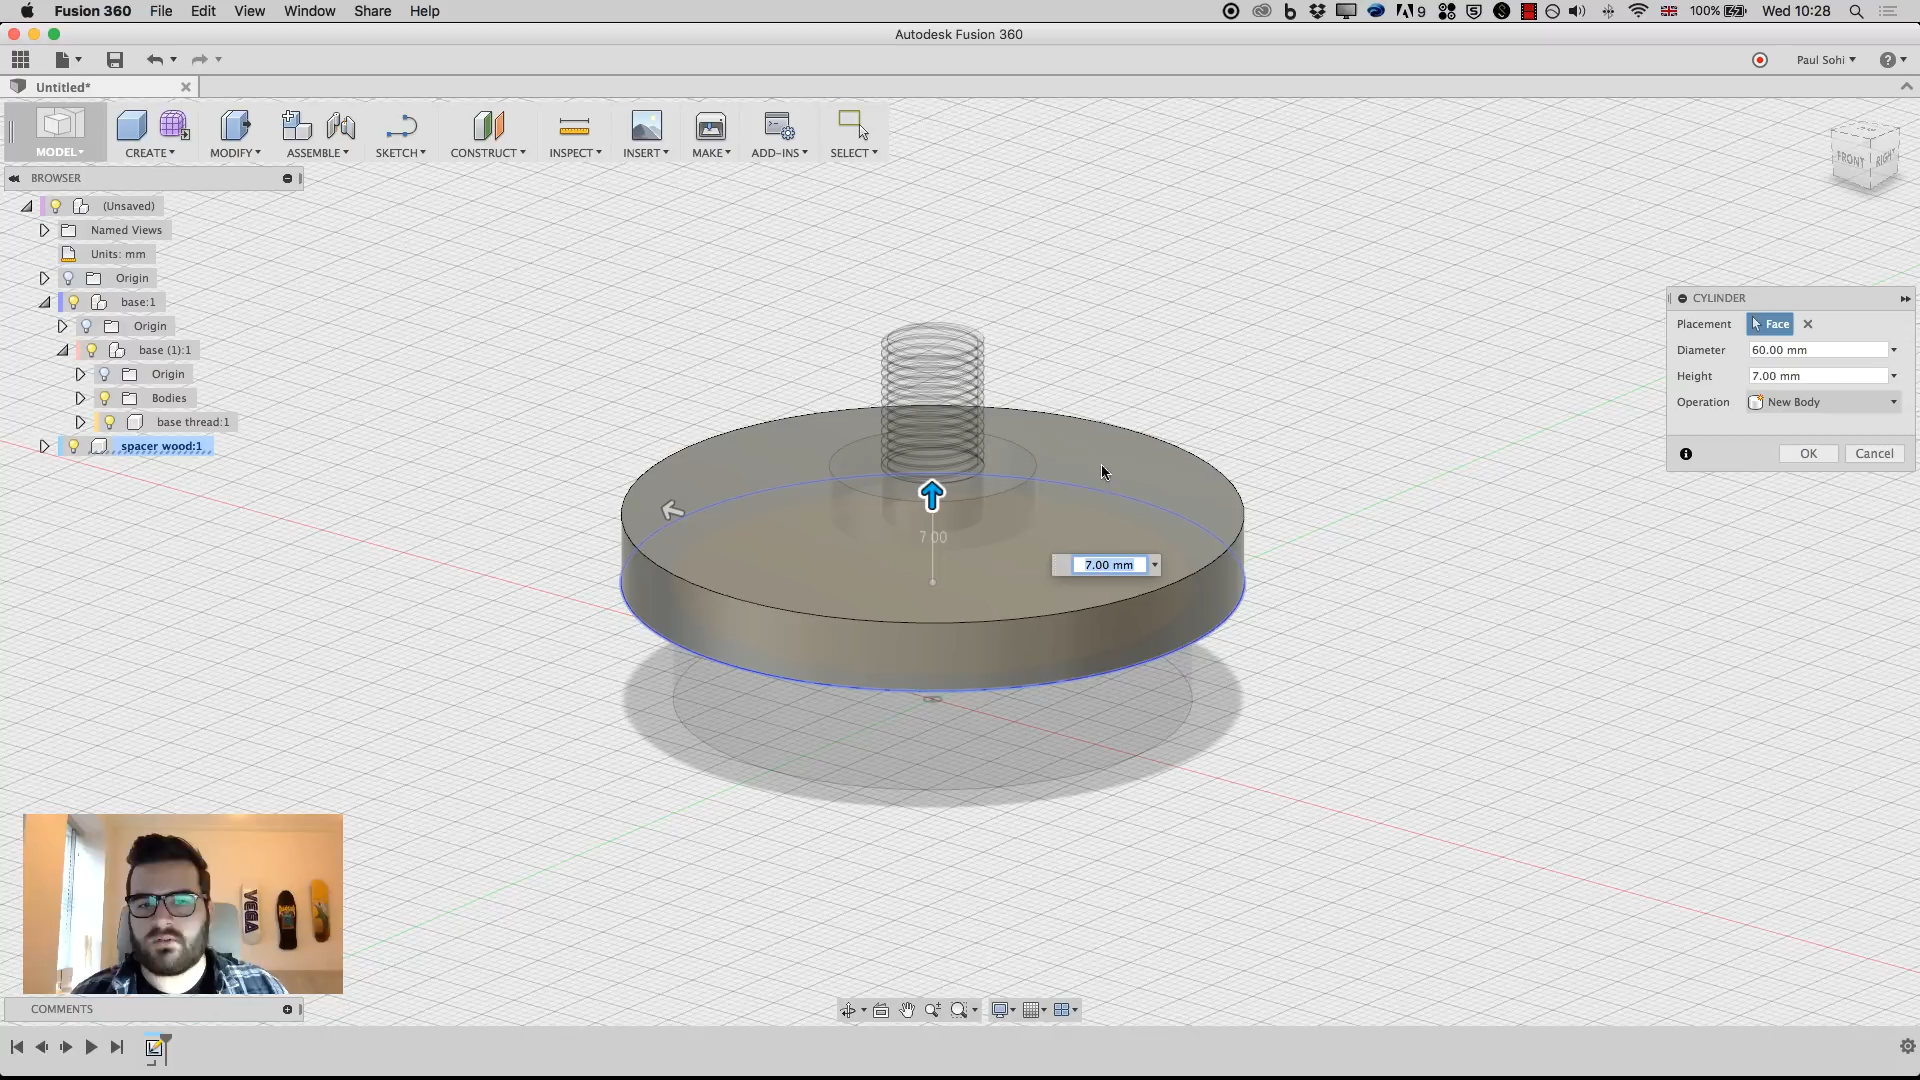 Fusion 360 File Edit View Window Share Help
9 100% Wed 10:28
Autodesk Fusion 360
Paul Sohi
Untitled*
MODEL CREATE MODIFY ASSEMBLE SKETCH CONSTRUCT INSPECT INSERT MAKE ADD-INS SELECT
FRONT RIGHT
BROWSER
(Unsaved)
Named Views
Units: mm
Origin
base:1
Origin
base (1):1
Origin
Bodies
base thread:1
spacer wood:1
CYLINDER
Placement Face
Diameter 60.00 mm
Height 7.00 mm
Operation New Body
OK Cancel
7.00
7.00 mm
VEGA
COMMENTS